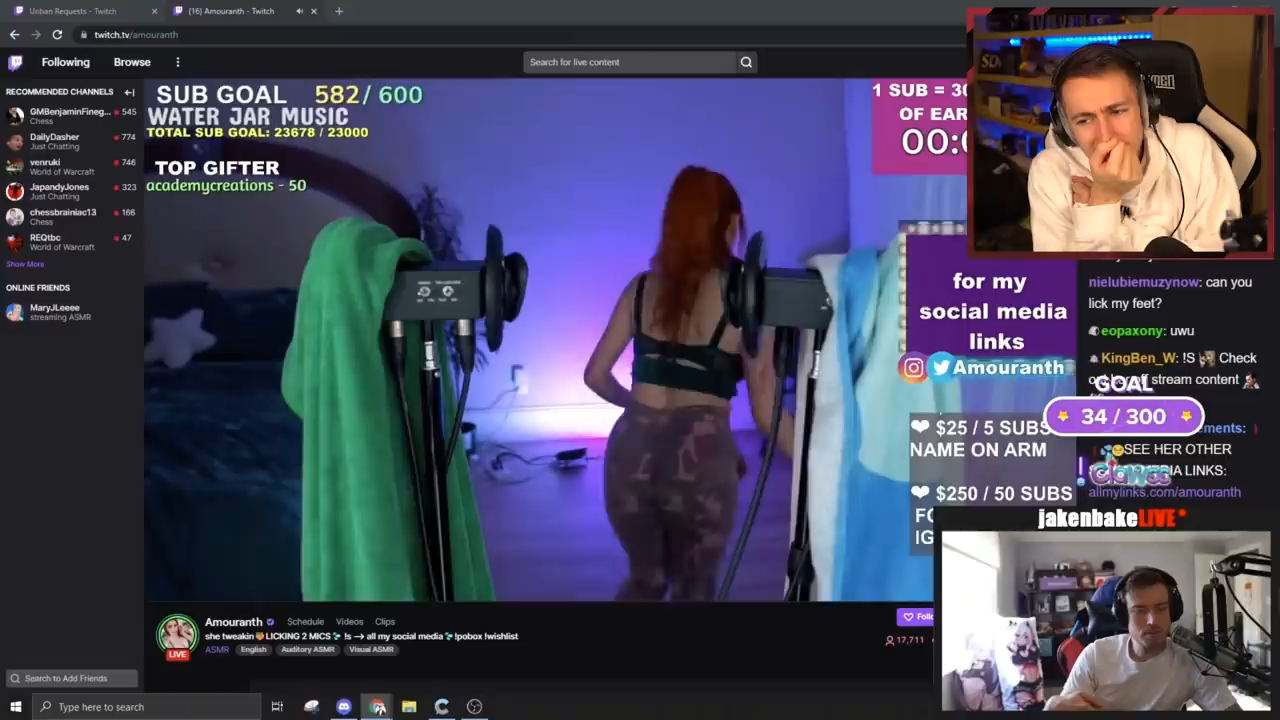 Unban Requests - Twitch
(16) Amouranth - Twitch
twitch.tv/amouranth
Following
Browse
Search for live content
RECOMMENDED CHANNELS
GMBenjaminFineg...
545
Chess
DailyDasher
774
Just Chatting
venruki
746
World of Warcraft
JapandyJones
323
Just Chatting
chessbrainiac13
166
Chess
REQtbc
47
World of Warcraft
Show More
ONLINE FRIENDS
MaryJLeeee
streaming ASMR
Search to Add Friends
SUB GOAL 582/ 600
WATER JAR MUSIC
TOTAL SUB GOAL: 23678 / 23000
TOP GIFTER
academycreations - 50
1 SUB = 30
OF EAR
00:0
for my
social media
links
Amouranth
❤ $25 / 5 SUBS
NAME ON ARM
❤ $250 / 50 SUBS
FO
IG
nielubiemuzynow: can you
lick my feet?
eopaxony: uwu
KingBen_W: !S Check
stream content
GOAL
34 / 300
ements:
SEE HER OTHER
IA LINKS:
allmylinks.com/amouranth
jakenbakeLIVE
Amouranth
Schedule
Videos
Clips
she tweakin LICKING 2 MICS !s → all my social media !pobox !wishlist
ASMR
English
Auditory ASMR
Visual ASMR
LIVE
Follo
17,711
Type here to search